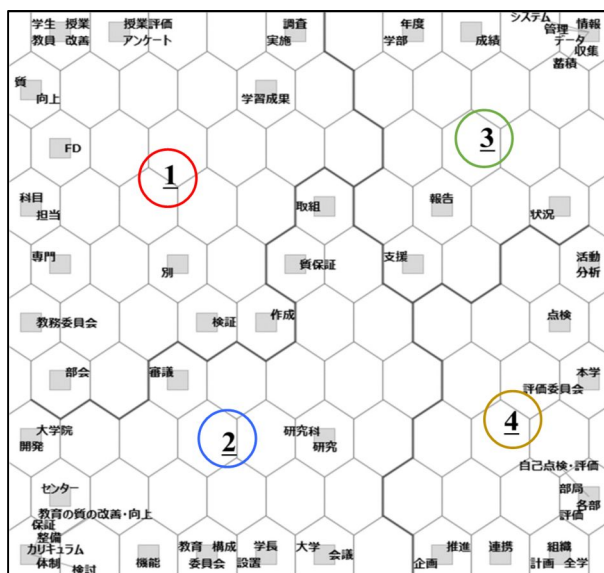 学生 授業
教員 改善
授業評価
アンケート
調査
実施
年度
学部
成績
システム
管理
データ
情報
収集
蓄積
質
向上
学習成果
FD
1
3
科目
担当
取組
報告
状況
専門
別
質保証
支援
活動
分析
教務委員会
検証
作成
点検
部会
審議
本学
評価委員会
大学院
開発
2
研究科
研究
4
自己点検・評価
センター
部局
各部
評価
教育の質の改善・向上
保証
整備
カリキュラム
体制
検討
機能
教育
委員会
構成
設置
学長
大学
会議
企画
推進
連携
組織
計画
全学